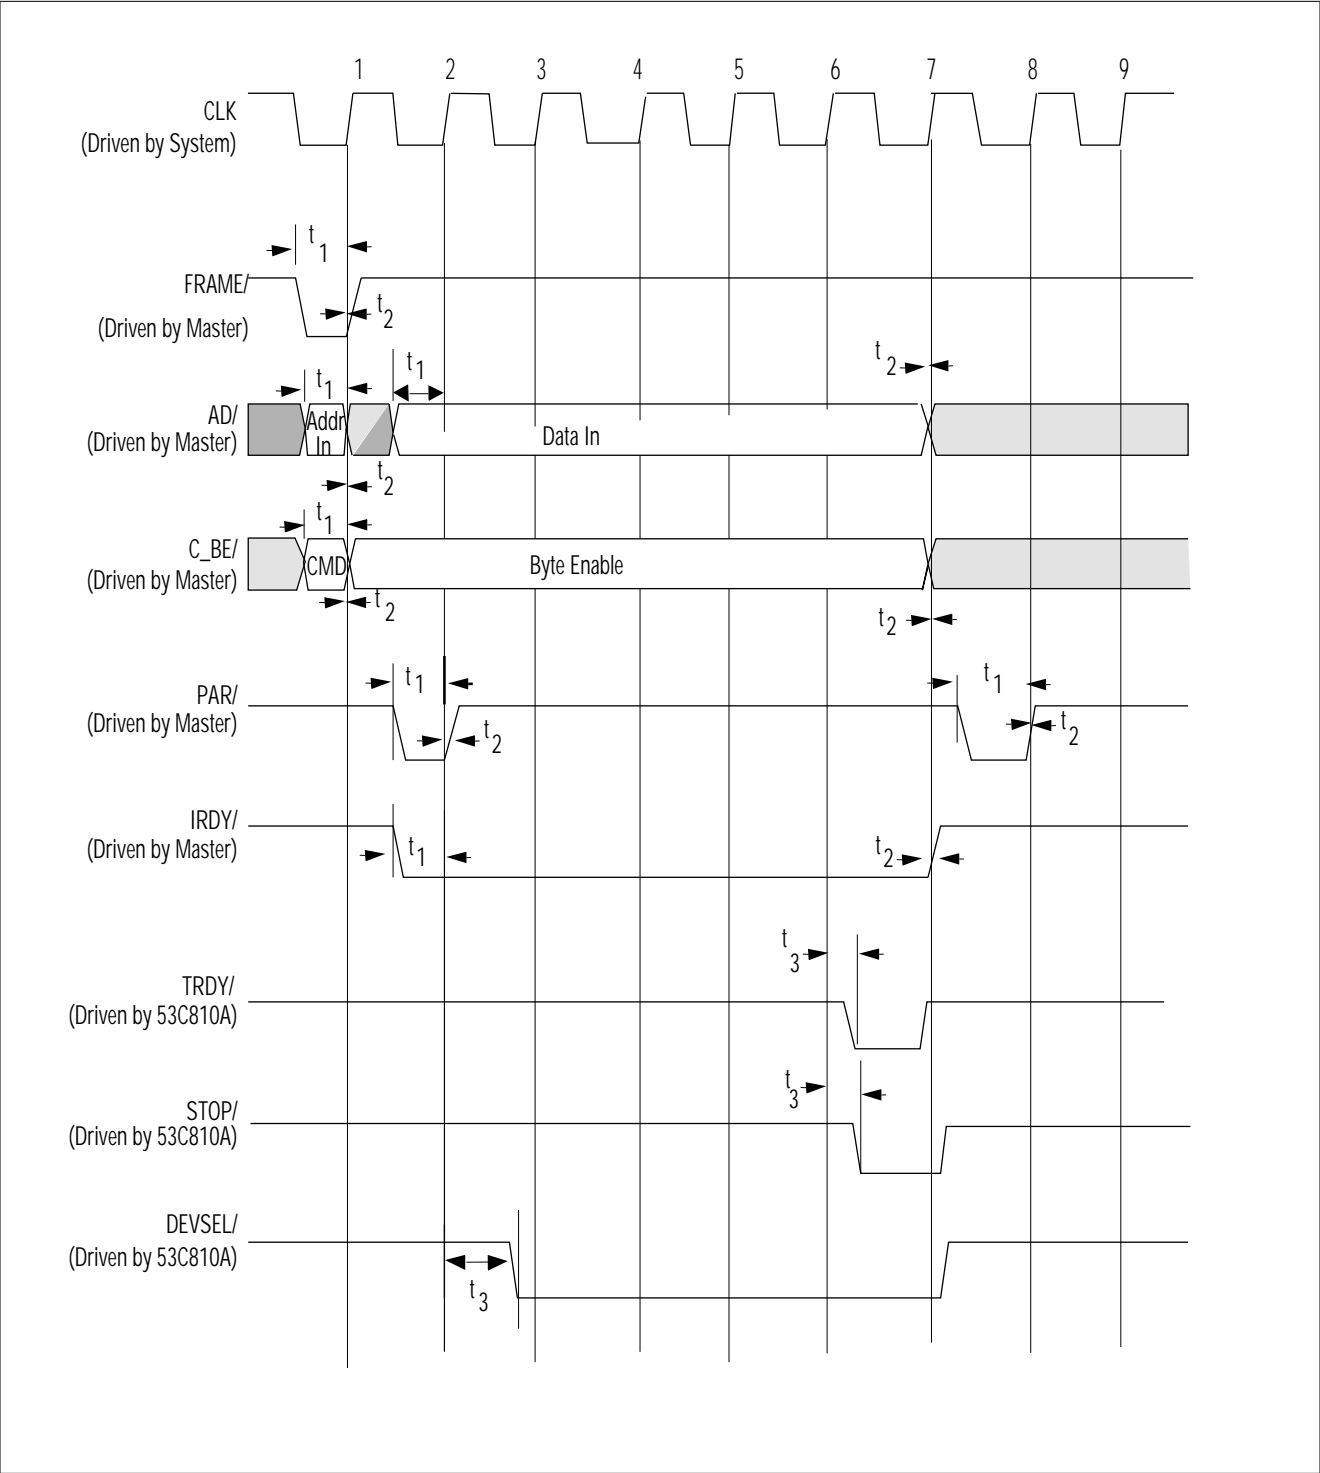 1 2 3 4 5 6 7 8 9
CLK
(Driven by System)
t1
FRAME/
t2
(Driven by Master)
t1
t2
t1
AD/
(Driven by Master)
Addr
In
Data In
t2
t1
C_BE/
(Driven by Master)
CMD
Byte Enable
t2
t2
t1
t1
PAR/
(Driven by Master)
t2
t2
IRDY/
(Driven by Master)
t1
t2
t3
TRDY/
(Driven by 53C810A)
t3
STOP/
(Driven by 53C810A)
DEVSEL/
(Driven by 53C810A)
t3